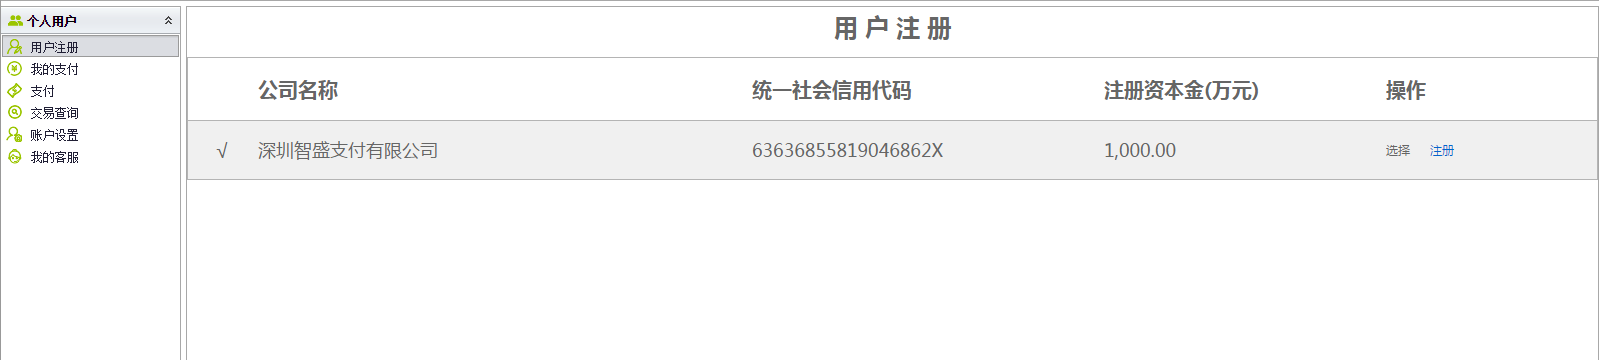 个人用户
用户注册
我的支付
支付
交易查询
账户设置
我的客服
用户注册
公司名称 统一社会信用代码 注册资本金(万元) 操作
√ 深圳智盛支付有限公司 63636855819046862X 1,000.00 选择 注册